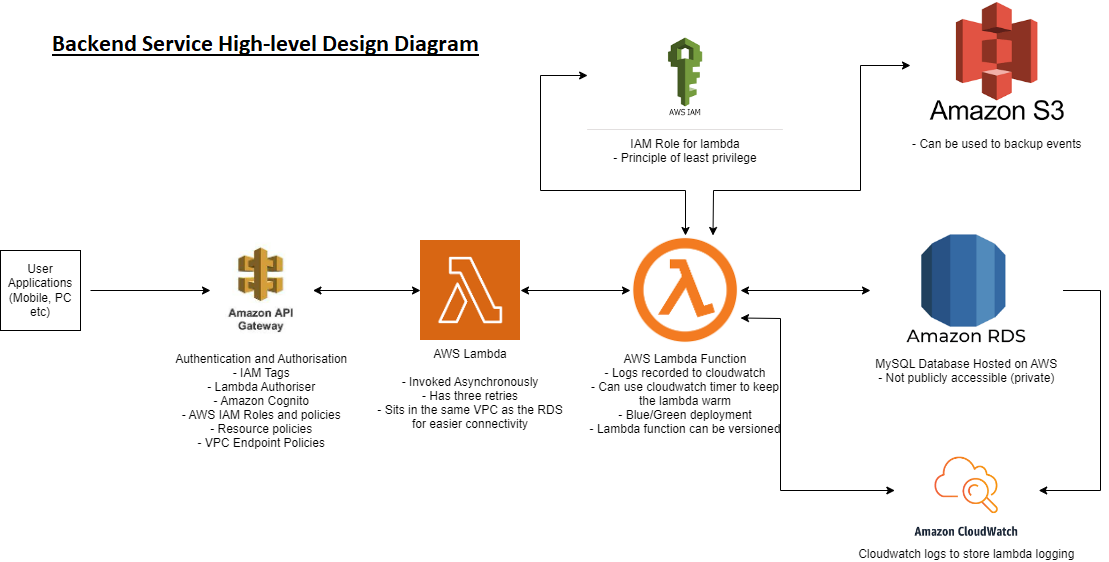 Backend Service High-level Design Diagram
AWS IAM
IAM Role for lambda
- Principle of least privilege
Amazon S3
- Can be used to backup events
User
Applications
(Mobile, PC
etc)
Amazon API
Gateway
Authentication and Authorisation
- IAM Tags
- Lambda Authoriser
- Amazon Cognito
- AWS IAM Roles and policies
- Resource policies
- VPC Endpoint Policies
AWS Lambda
- Invoked Asynchronously
- Has three retries
- Sits in the same VPC as the RDS
for easier connectivity
AWS Lambda Function
- Logs recorded to cloudwatch
- Can use cloudwatch timer to keep
the lambda warm
- Blue/Green deployment
- Lambda function can be versioned
Amazon RDS
MySQL Database Hosted on AWS
- Not publicly accessible (private)
Amazon CloudWatch
Cloudwatch logs to store lambda logging